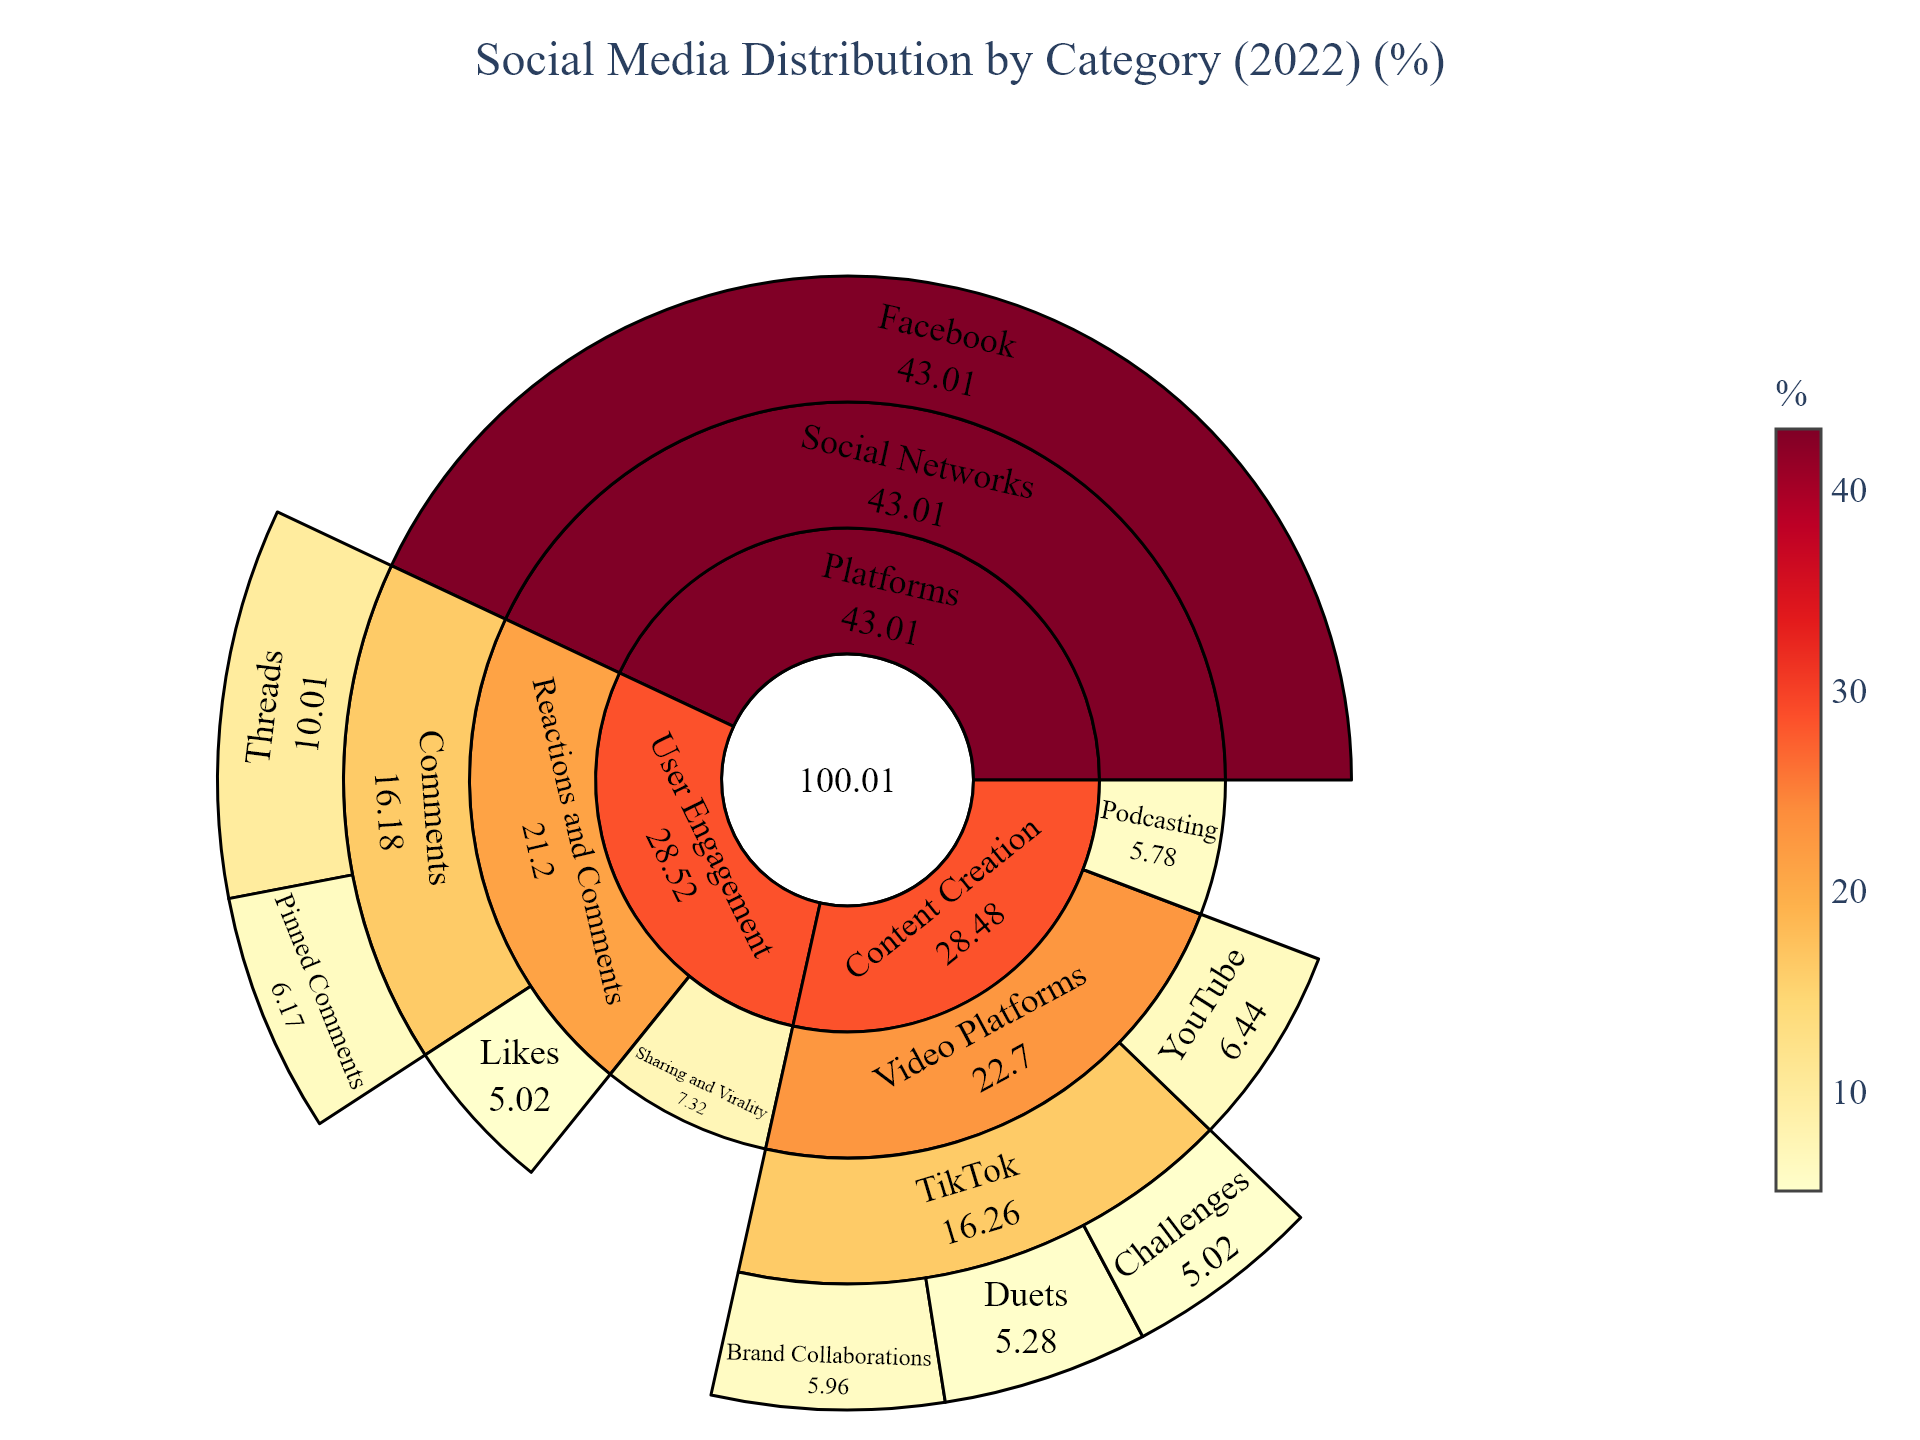 Social Media Distribution by Category (2022) (%)
Facebook
43.01
Social Networks
43.01
Platforms
43.01
100.01
User Engagement
28.52
Reactions and Comments
21.2
Comments
16.18
Threads
10.01
Pinned Comments
6.17
Likes
5.02
Sharing and Virality
7.32
Content Creation
28.48
Podcasting
5.78
Video Platforms
22.7
YouTube
6.44
TikTok
16.26
Challenges
5.02
Duets
5.28
Brand Collaborations
5.96
%
40
30
20
10